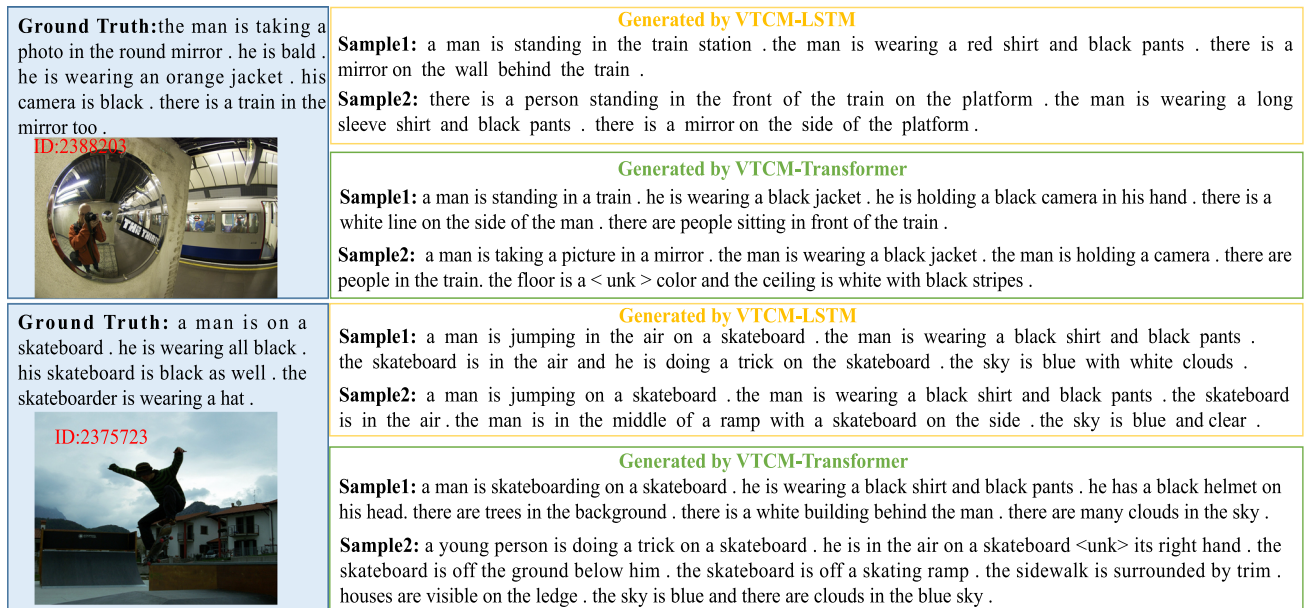 Ground Truth:the man is taking a
photo in the round mirror . he is bald .
he is wearing an orange jacket . his
camera is black . there is a train in the
mirror too .
ID:2388203
Generated by VTCM-LSTM
Sample1: a man is standing in the train station . the man is wearing a red shirt and black pants . there is a
mirror on the wall behind the train .
Sample2: there is a person standing in the front of the train on the platform . the man is wearing a long
sleeve shirt and black pants . there is a mirror on the side of the platform .
Generated by VTCM-Transformer
Sample1: a man is standing in a train . he is wearing a black jacket . he is holding a black camera in his hand . there is a
white line on the side of the man . there are people sitting in front of the train .
Sample2: a man is taking a picture in a mirror . the man is wearing a black jacket . the man is holding a camera . there are
people in the train. the floor is a < unk > color and the ceiling is white with black stripes .
Ground Truth: a man is on a
skateboard . he is wearing all black .
his skateboard is black as well . the
skateboarder is wearing a hat .
ID:2375723
Generated by VTCM-LSTM
Sample1: a man is jumping in the air on a skateboard . the man is wearing a black shirt and black pants .
the skateboard is in the air and he is doing a trick on the skateboard . the sky is blue with white clouds .
Sample2: a man is jumping on a skateboard . the man is wearing a black shirt and black pants . the skateboard
is in the air . the man is in the middle of a ramp with a skateboard on the side . the sky is blue and clear .
Generated by VTCM-Transformer
Sample1: a man is skateboarding on a skateboard . he is wearing a black shirt and black pants . he has a black helmet on
his head. there are trees in the background . there is a white building behind the man . there are many clouds in the sky .
Sample2: a young person is doing a trick on a skateboard . he is in the air on a skateboard <unk> its right hand . the
skateboard is off the ground below him . the skateboard is off a skating ramp . the sidewalk is surrounded by trim .
houses are visible on the ledge . the sky is blue and there are clouds in the blue sky .